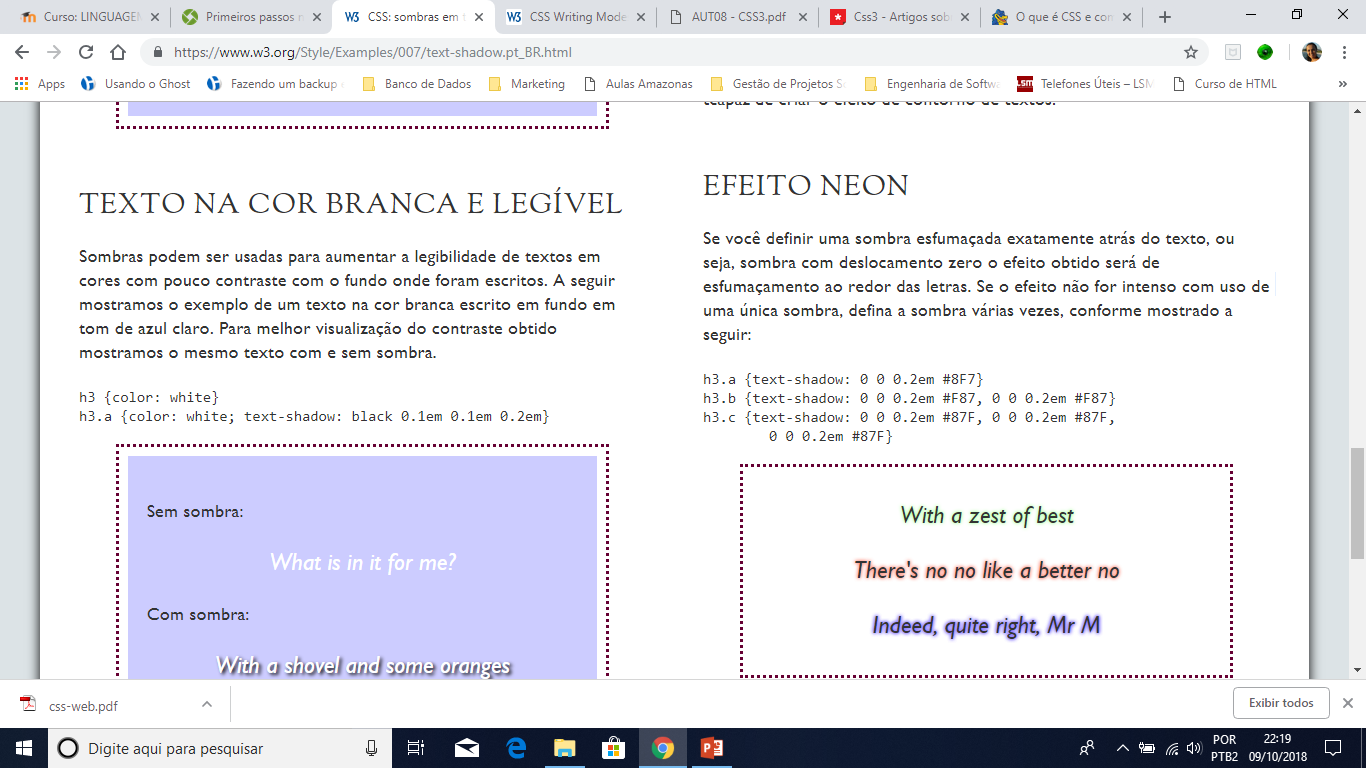 Curso: LINGUAGEM
Primeiros passos n
CSS: sombras em t
CSS Writing Mode
AUT08 - CSS3.pdf
Css3 - Artigos sob
O que é CSS e con
https://www.w3.org/Style/Examples/007/text-shadow.pt_BR.html
Apps
Usando o Ghost
Fazendo um backup
Banco de Dados
Marketing
Aulas Amazonas
Gestão de Projetos S
Engenharia de Softwa
LSM
Telefones Úteis – LSM
Curso de HTML
»
capaz de criar o efeito de contorno de textos.
TEXTO NA COR BRANCA E LEGÍVEL
Sombras podem ser usadas para aumentar a legibilidade de textos em
cores com pouco contraste com o fundo onde foram escritos. A seguir
mostramos o exemplo de um texto na cor branca escrito em fundo em
tom de azul claro. Para melhor visualização do contraste obtido
mostramos o mesmo texto com e sem sombra.
h3 {color: white}
h3.a {color: white; text-shadow: black 0.1em 0.1em 0.2em}
Sem sombra:
What is in it for me?
Com sombra:
With a shovel and some oranges
EFEITO NEON
Se você definir uma sombra esfumaçada exatamente atrás do texto, ou
seja, sombra com deslocamento zero o efeito obtido será de
esfumaçamento ao redor das letras. Se o efeito não for intenso com uso de
uma única sombra, defina a sombra várias vezes, conforme mostrado a
seguir:
h3.a {text-shadow: 0 0 0.2em #8F7}
h3.b {text-shadow: 0 0 0.2em #F87, 0 0 0.2em #F87}
h3.c {text-shadow: 0 0 0.2em #87F, 0 0 0.2em #87F,
0 0 0.2em #87F}
With a zest of best
There's no no like a better no
Indeed, quite right, Mr M
css-web.pdf
Exibir todos
Digite aqui para pesquisar
POR
PTB2
22:19
09/10/2018